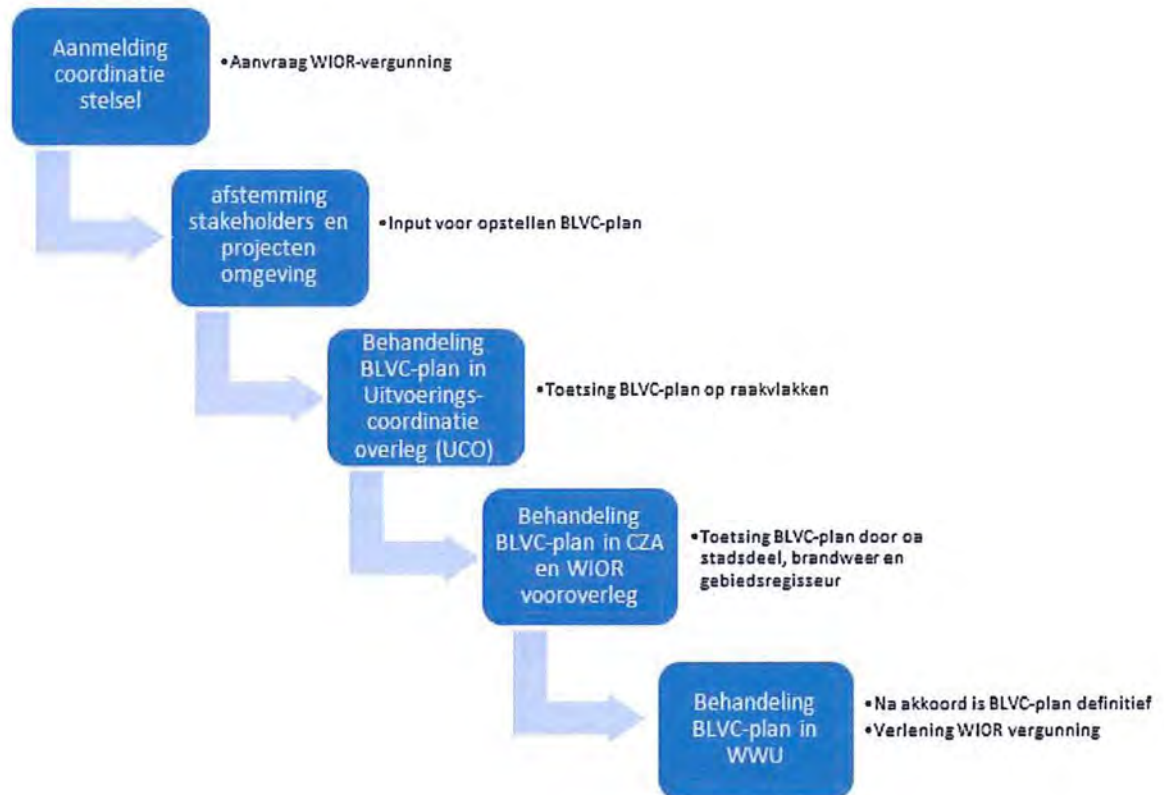 Aanmelding
coordinatie
stelsel
•Aanvraag WIOR-vergunning
afstemming
stakeholders en
projecten
omgeving
•Input voor opstellen BLVC-plan
Behandeling
BLVC-plan in
Uitvoerings-
coordinatie
overleg (UCO)
•Toetsing BLVC-plan op raakvlakken
Behandeling
BLVC-plan in CZA
en WIOR
vooroverleg
•Toetsing BLVC-plan door oa
stadsdeel, brandweer en
gebiedsregisseur
Behandeling
BLVC-plan in
WWU
•Na akkoord is BLVC-plan definitief
•Verlening WIOR vergunning